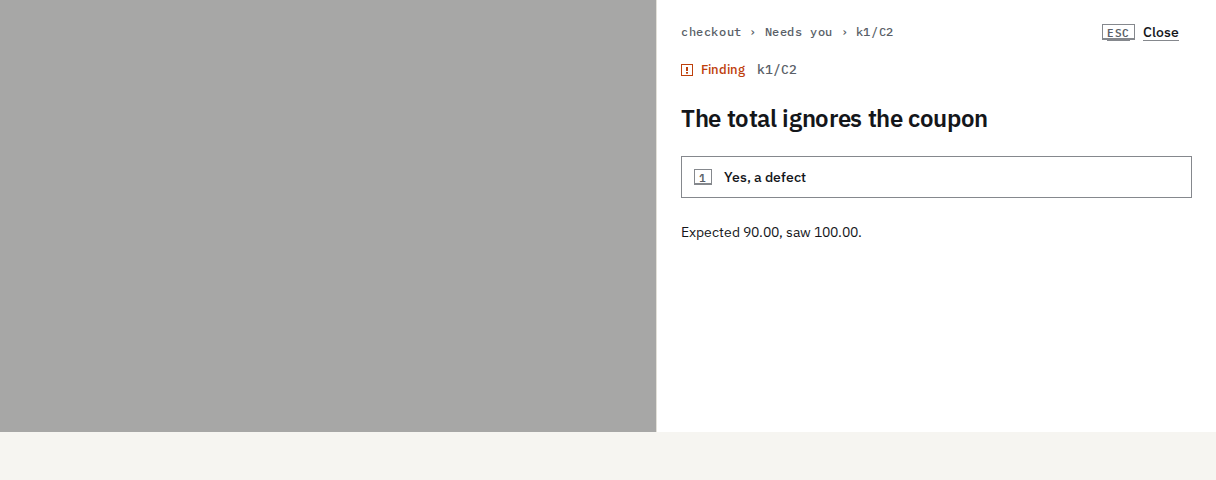 checkout › Needs you › k1/C2
ESC Close
! Finding k1/C2
The total ignores the coupon
1 Yes, a defect
Expected 90.00, saw 100.00.